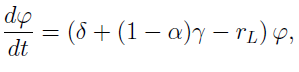 dφ/dt = (δ + (1 − α)γ − r_L) φ,